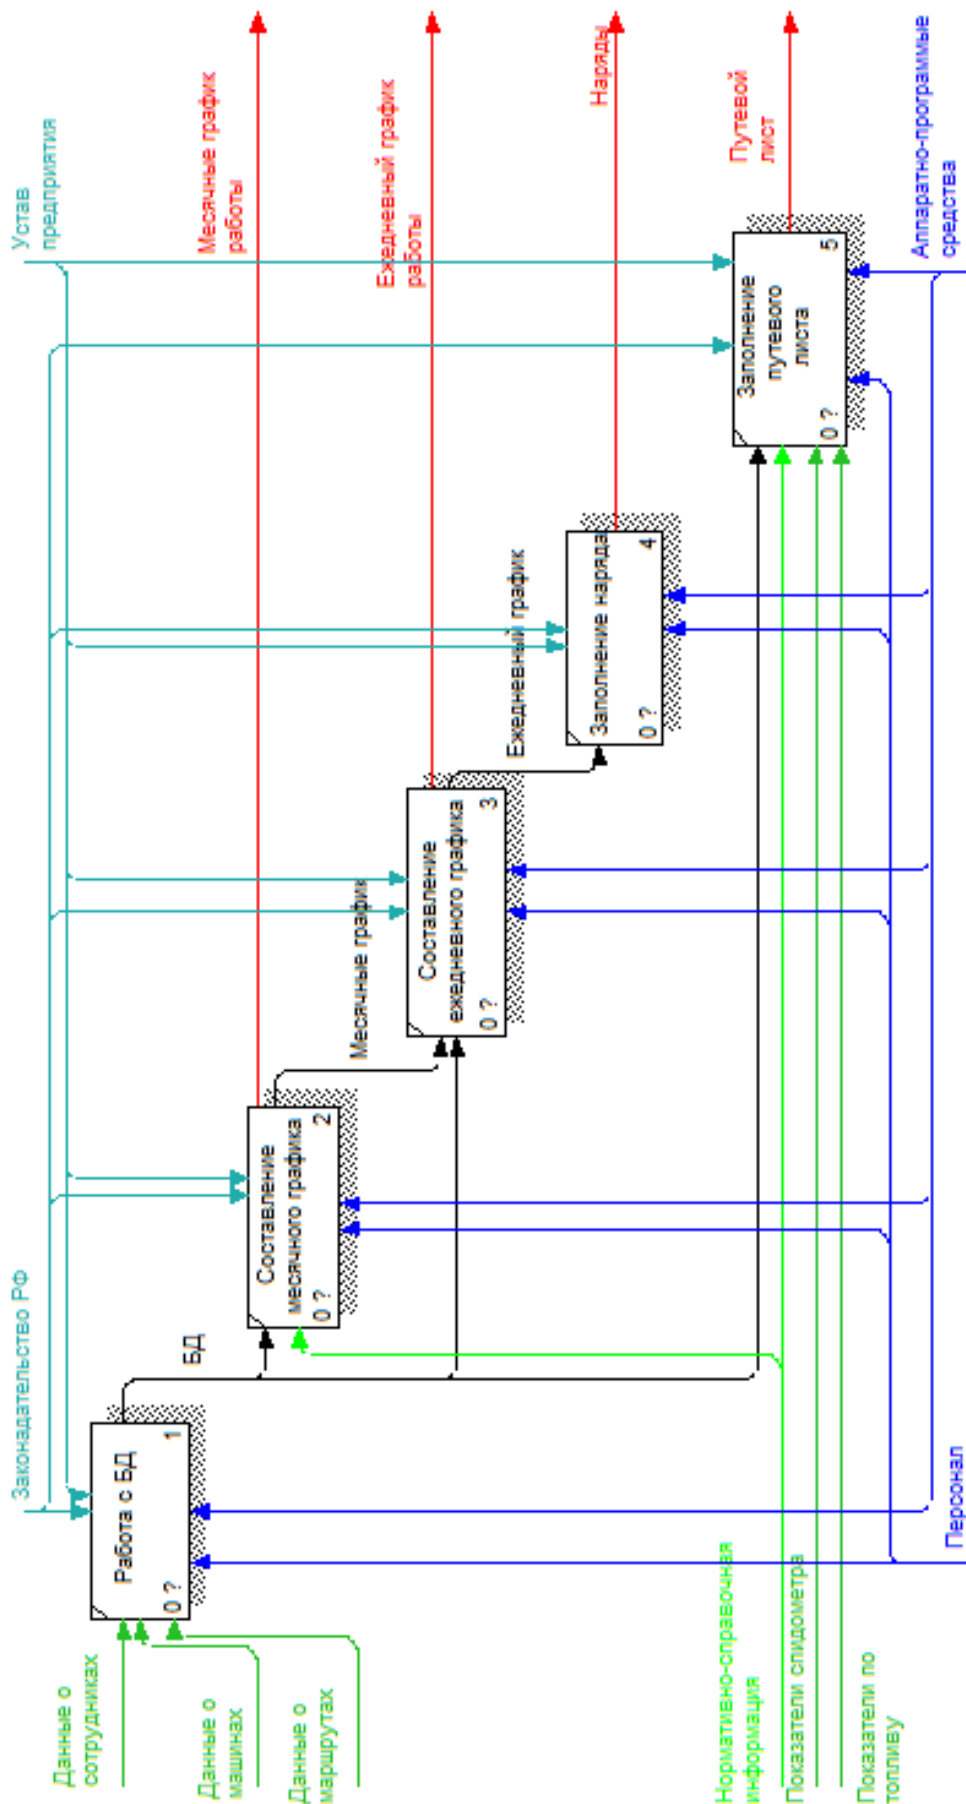 Законадательство РФ
Устав
предприятия
Данные о
сотрудниках
Данные о
машинах
Данные о
маршрутах
Работа с БД
0 ?
1
БД
Месячные график
работы
Составление
месячного графика
0 ?
2
Месячные график
Ежедневный график
работы
Составление
ежедневного графика
0 ?
3
Ежедневный график
Наряды
Заполнение наряда
0 ?
4
Путевой
лист
Заполнение
путевого
листа
0 ?
5
Нормативно-справочная
информация
Показатели спидометра
Показатели по
топливу
Персонал
Аппаратно-програмные
средства